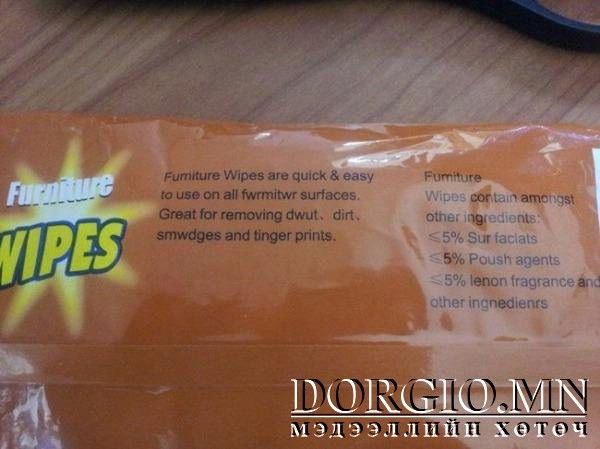 Furniture
WIPES
Fumiture Wipes are quick & easy
to use on all fwrmitwr surfaces.
Great for removing dwut、dirt、
smwdges and tinger prints.
Fumiture
Wipes contain amongst
other ingredients:
≤5% Sur faclats
≤5% Poush agents
≤5% lenon fragrance and
other ingnedienrs
DORGIO.MN
МЭДЭЭЛЛИЙН ХӨТӨЧ